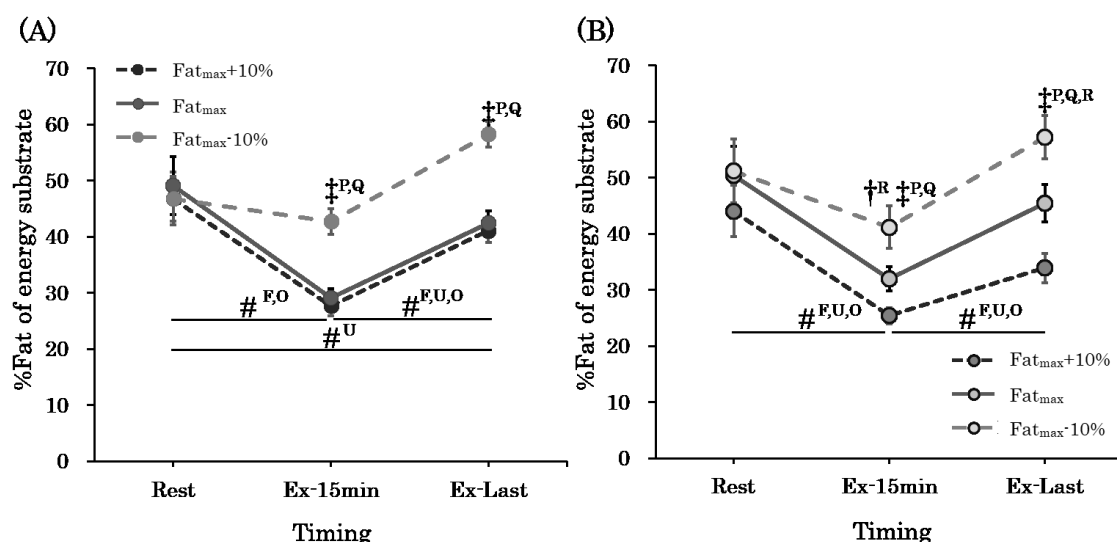 (A)
%Fat of energy substrate
70
60
50
40
30
20
10
0
Fatmax+10%
Fatmax
Fatmax-10%
‡P,Q
‡P,Q
#F,O
#F,U,O
#U
Rest
Ex-15min
Ex-Last
Timing
(B)
%Fat of energy substrate
70
60
50
40
30
20
10
0
‡P,Q,R
†R ‡P,Q
#F,U,O
#F,U,O
Fatmax+10%
Fatmax
Fatmax-10%
Rest
Ex-15min
Ex-Last
Timing